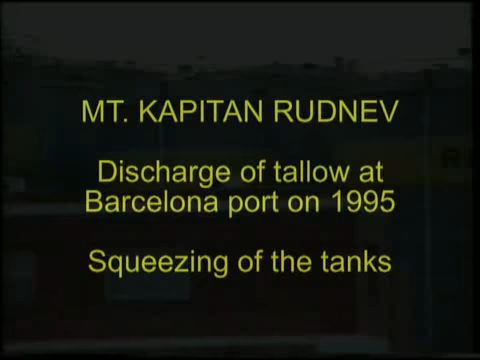 MT. KAPITAN RUDNEV
Discharge of tallow at
Barcelona port on 1995
Squeezing of the tanks